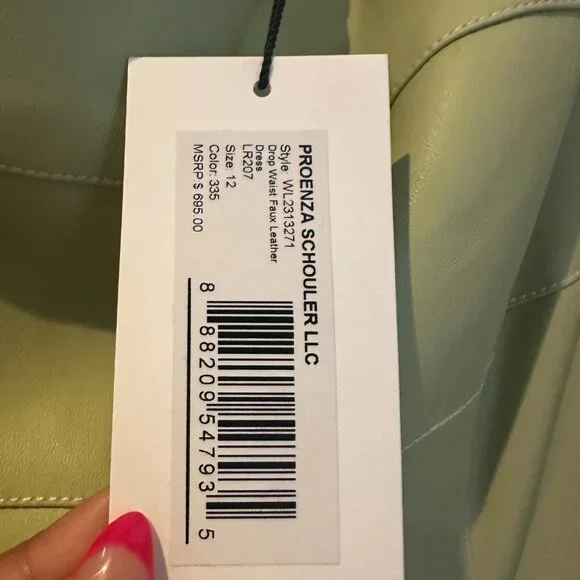 PROENZA SCHOULER LLC
Style: WL2313271
Drop Waist Faux Leather
Dress
LR207
Size: 12
Color: 335
MSRP:$ 695.00
8 88209 54793 5